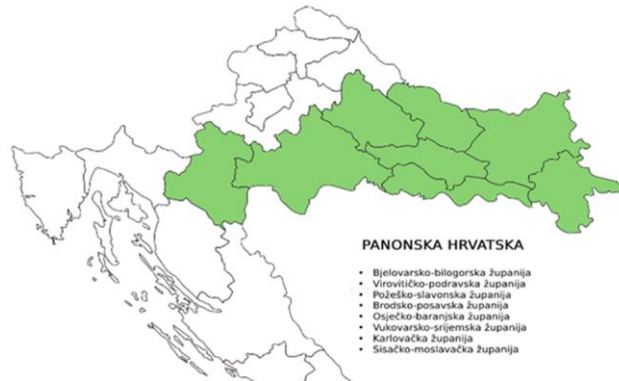 PANONSKA HRVATSKA
• Bjelovarsko-bilogorska županija
• Virovitičko-podravska županija
• Požeško-slavonska županija
• Brodsko-posavska županija
• Osječko-baranjska županija
• Vukovarsko-srijemska županija
• Karlovačka županija
• Sisačko-moslavačka županija